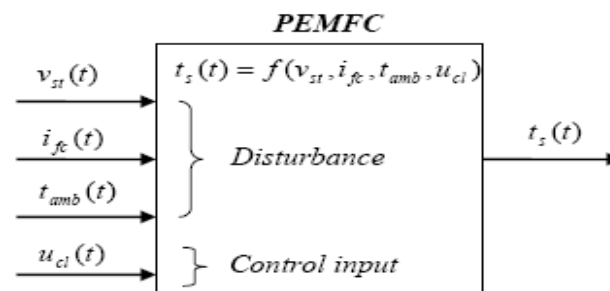 PEMFC
v_st(t)
t_s(t) = f(v_st, i_fc, t_amb, u_cl)
i_fc(t)
Disturbance
t_s(t)
t_amb(t)
u_cl(t)
Control input